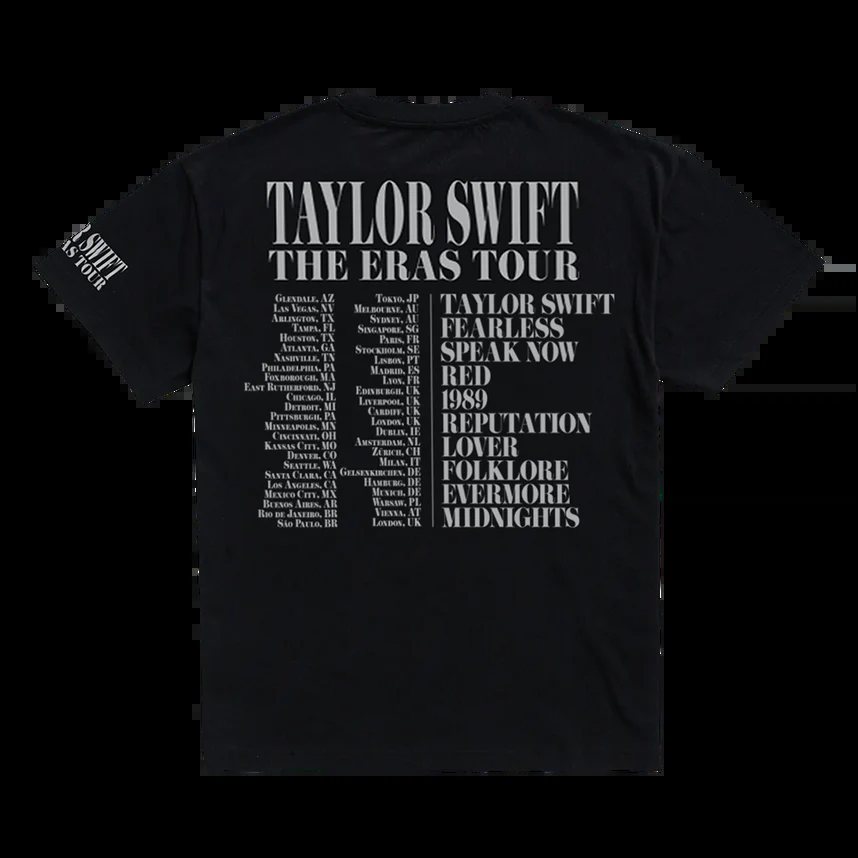 TAYLOR SWIFT
THE ERAS TOUR
R SWIFT
AS TOUR
GLENDALE, AZ
LAS VEGAS, NV
ARLINGTON, TX
TAMPA, FL
HOUSTON, TX
ATLANTA, GA
NASHVILLE, TN
PHILADELPHIA, PA
FOXBOROUGH, MA
EAST RUTHERFORD, NJ
CHICAGO, IL
DETROIT, MI
PITTSBURGH, PA
MINNEAPOLIS, MN
CINCINNATI, OH
KANSAS CITY, MO
DENVER, CO
SEATTLE, WA
SANTA CLARA, CA
LOS ANGELES, CA
MEXICO CITY, MX
BUENOS AIRES, AR
RIO DE JANEIRO, BR
SÃO PAULO, BR
TOKYO, JP
MELBOURNE, AU
SYDNEY, AU
SINGAPORE, SG
PARIS, FR
STOCKHOLM, SE
LISBON, PT
MADRID, ES
LYON, FR
EDINBURGH, UK
LIVERPOOL, UK
CARDIFF, UK
LONDON, UK
DUBLIN, IE
AMSTERDAM, NL
ZÜRICH, CH
MILAN, IT
GELSENKIRCHEN, DE
HAMBURG, DE
MUNICH, DE
WARSAW, PL
VIENNA, AT
LONDON, UK
TAYLOR SWIFT
FEARLESS
SPEAK NOW
RED
1989
REPUTATION
LOVER
FOLKLORE
EVERMORE
MIDNIGHTS